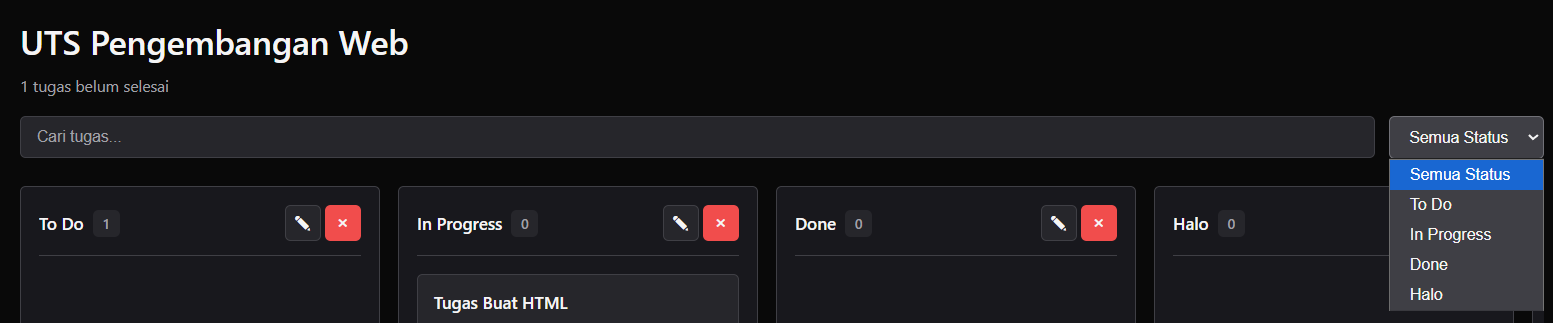 UTS Pengembangan Web
1 tugas belum selesai
Cari tugas...
Semua Status
Semua Status
To Do
In Progress
Done
Halo
To Do 1
In Progress 0
Done 0
Halo 0
Tugas Buat HTML